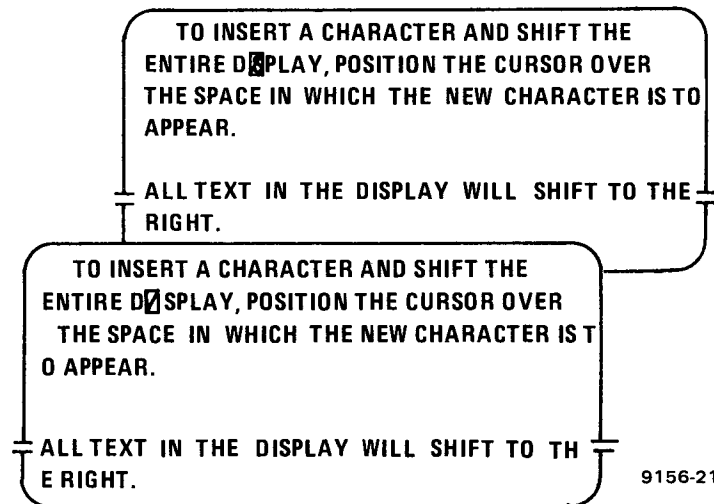 TO INSERT A CHARACTER AND SHIFT THE
ENTIRE DSPLAY, POSITION THE CURSOR OVER
THE SPACE IN WHICH THE NEW CHARACTER IS TO
APPEAR.
ALL TEXT IN THE DISPLAY WILL SHIFT TO THE
RIGHT.
TO INSERT A CHARACTER AND SHIFT THE
ENTIRE D SPLAY, POSITION THE CURSOR OVER
THE SPACE IN WHICH THE NEW CHARACTER IS T
O APPEAR.
ALL TEXT IN THE DISPLAY WILL SHIFT TO TH
E RIGHT.
9156-21